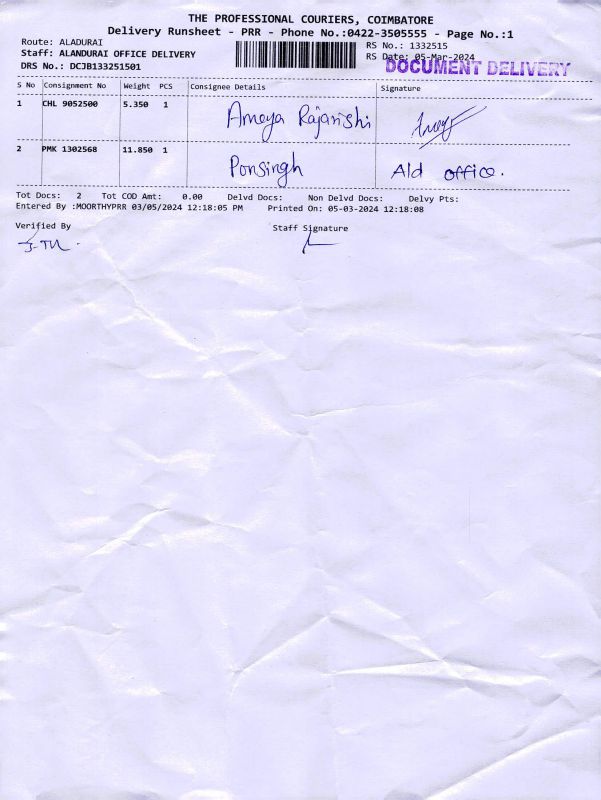 THE PROFESSIONAL COURIERS, COIMBATORE
Delivery Runsheet - PRR - Phone No.:0422-3505555 - Page No.:1
Route: ALADURAI
Staff: ALANDURAI OFFICE DELIVERY
DRS No.: DCJB133251501
RS No.: 1332515
RS Date: 05-Mar-2024
DOCUMENT DELIVERY
S No Consignment No Weight PCS Consignee Details Signature
1 CHL 9052500 5.350 1 Ameya Rajarishi
2 PMK 1302568 11.850 1 Ponsingh Ald office.
Tot Docs: 2 Tot COD Amt: 0.00 Delvd Docs: Non Delvd Docs: Delvy Pts:
Entered By :MOORTHYPRR 03/05/2024 12:18:05 PM Printed On: 05-03-2024 12:18:08
Verified By Staff Signature